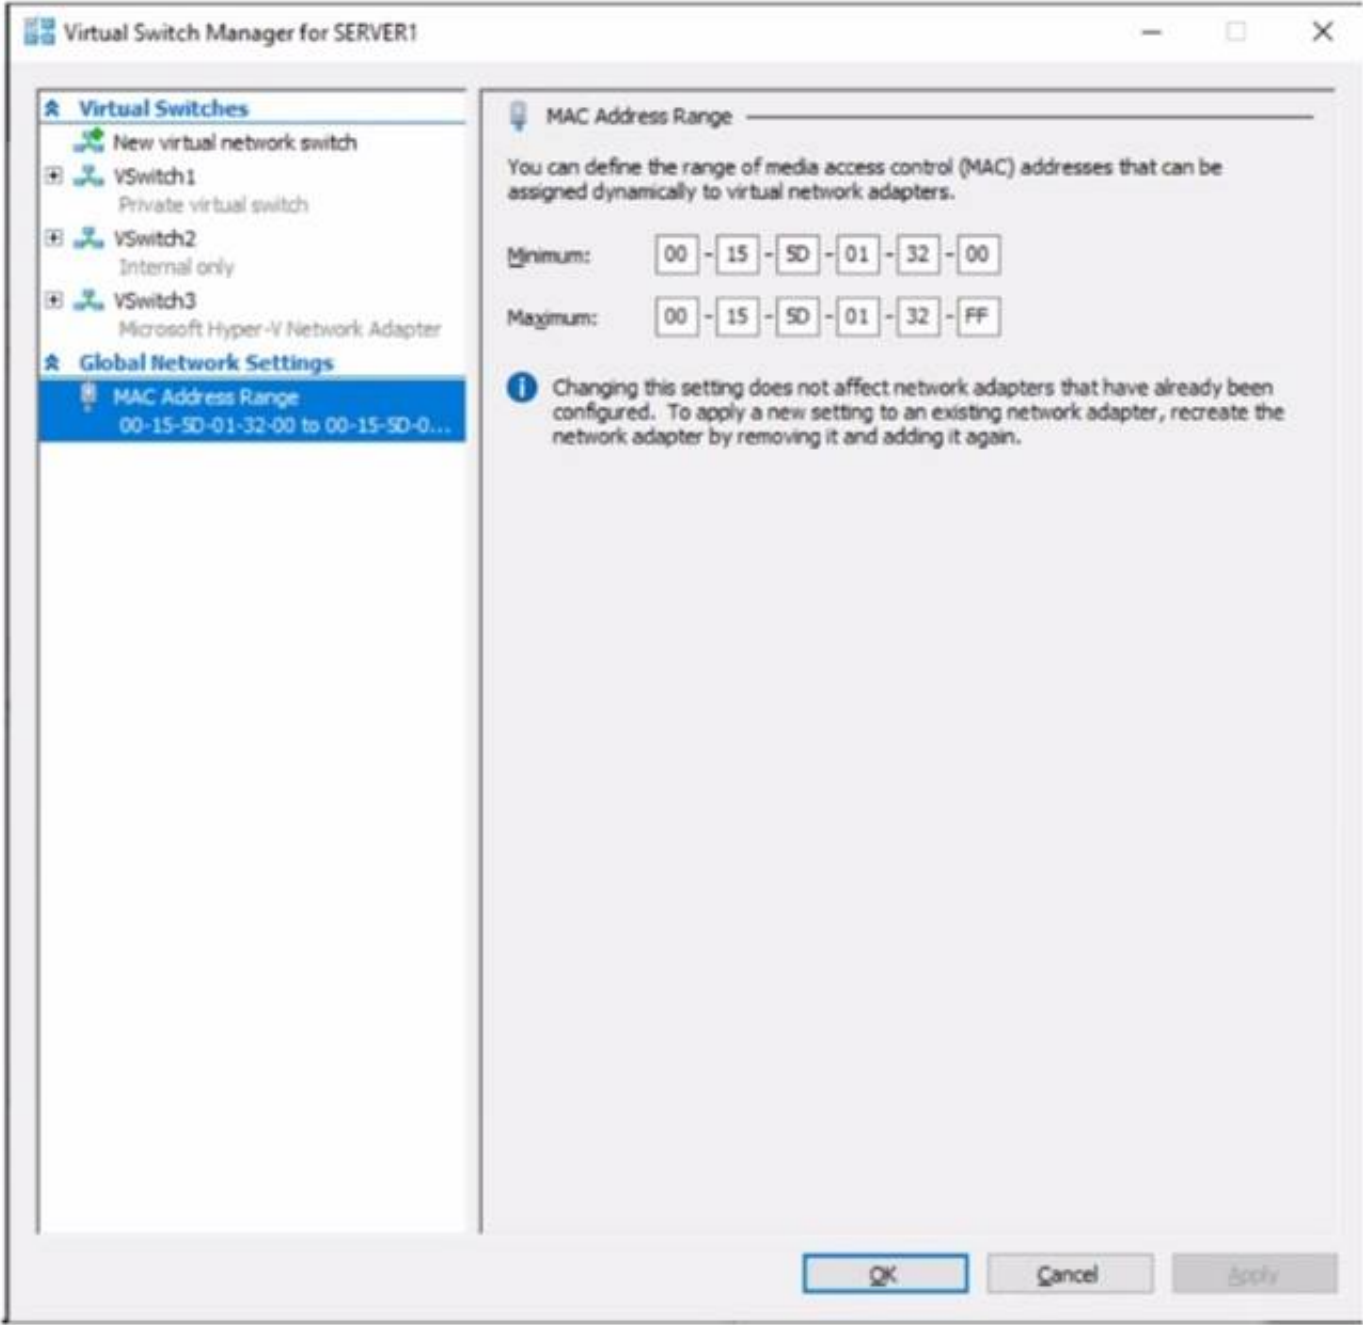 Virtual Switch Manager for SERVER1
Virtual Switches
New virtual network switch
VSwitch1
Private virtual switch
VSwitch2
Internal only
VSwitch3
Microsoft Hyper-V Network Adapter
Global Network Settings
MAC Address Range
00-15-5D-01-32-00 to 00-15-5D-0...
MAC Address Range
You can define the range of media access control (MAC) addresses that can be
assigned dynamically to virtual network adapters.
Minimum: 00 - 15 - 5D - 01 - 32 - 00
Maximum: 00 - 15 - 5D - 01 - 32 - FF
Changing this setting does not affect network adapters that have already been
configured. To apply a new setting to an existing network adapter, recreate the
network adapter by removing it and adding it again.
OK Cancel Apply